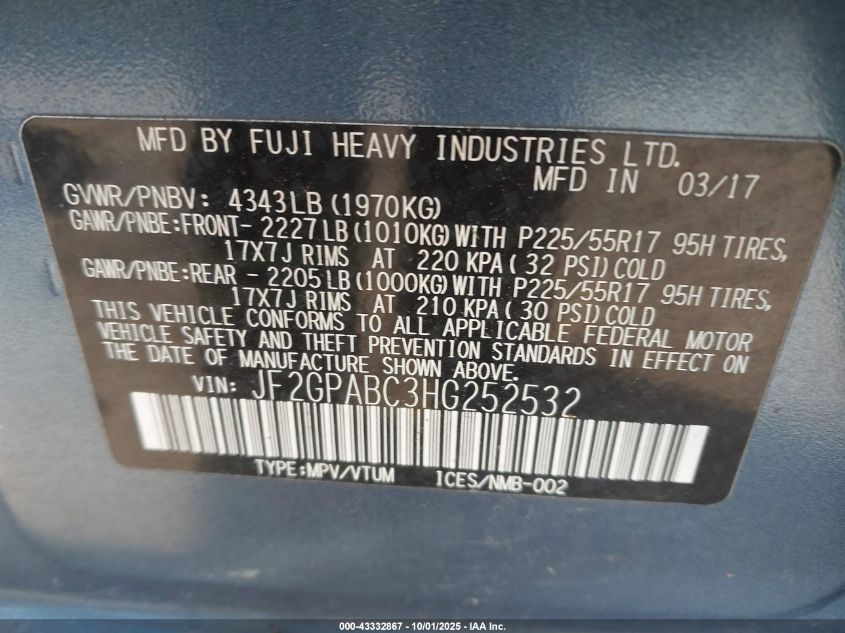 MFD BY FUJI HEAVY INDUSTRIES LTD.
MFD IN 03/17
GVWR/PNBV: 4343LB (1970KG)
GAWR/PNBE:FRONT- 2227LB (1010KG) WITH P225/55R17 95H TIRES,
17X7J RIMS AT 220 KPA ( 32 PSI) COLD
GAWR/PNBE:REAR - 2205LB (1000KG) WITH P225/55R17 95H TIRES,
17X7J RIMS AT 210 KPA ( 30 PSI) COLD
THIS VEHICLE CONFORMS TO ALL APPLICABLE FEDERAL MOTOR
VEHICLE SAFETY AND THEFT PREVENTION STANDARDS IN EFFECT ON
THE DATE OF MANUFACTURE SHOWN ABOVE.
VIN: JF2GPABC3HG252532
TYPE:MPV/VTUM ICES/NMB-002
000-43332867 - 10/01/2025 - IAA Inc.